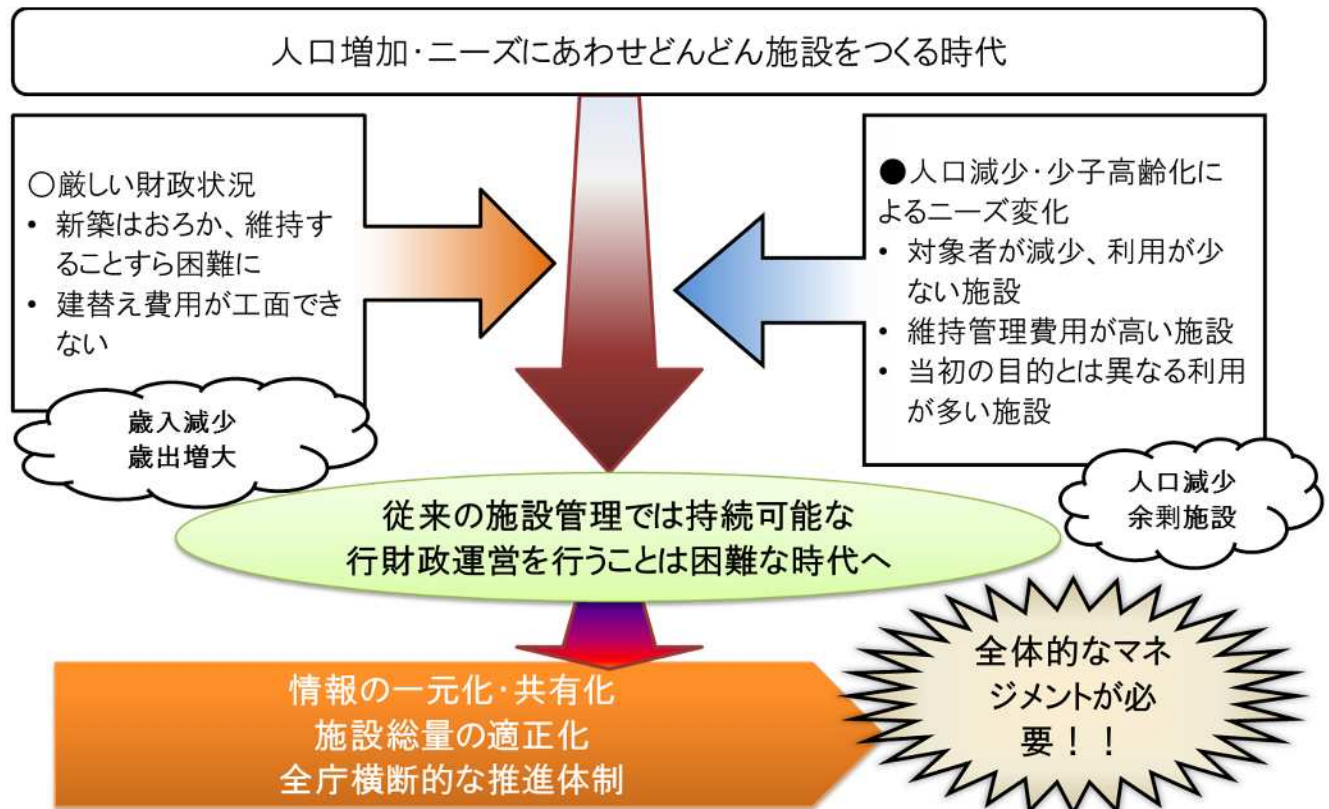 人口増加・ニーズにあわせどんどん施設をつくる時代
○厳しい財政状況
• 新築はおろか、維持す
ることすら困難に
• 建替え費用が工面でき
ない
歳入減少
歳出増大
●人口減少・少子高齢化に
よるニーズ変化
• 対象者が減少、利用が少
ない施設
• 維持管理費用が高い施設
• 当初の目的とは異なる利用
が多い施設
人口減少
余剰施設
従来の施設管理では持続可能な
行財政運営を行うことは困難な時代へ
情報の一元化・共有化
施設総量の適正化
全庁横断的な推進体制
全体的なマネ
ジメントが必
要！！